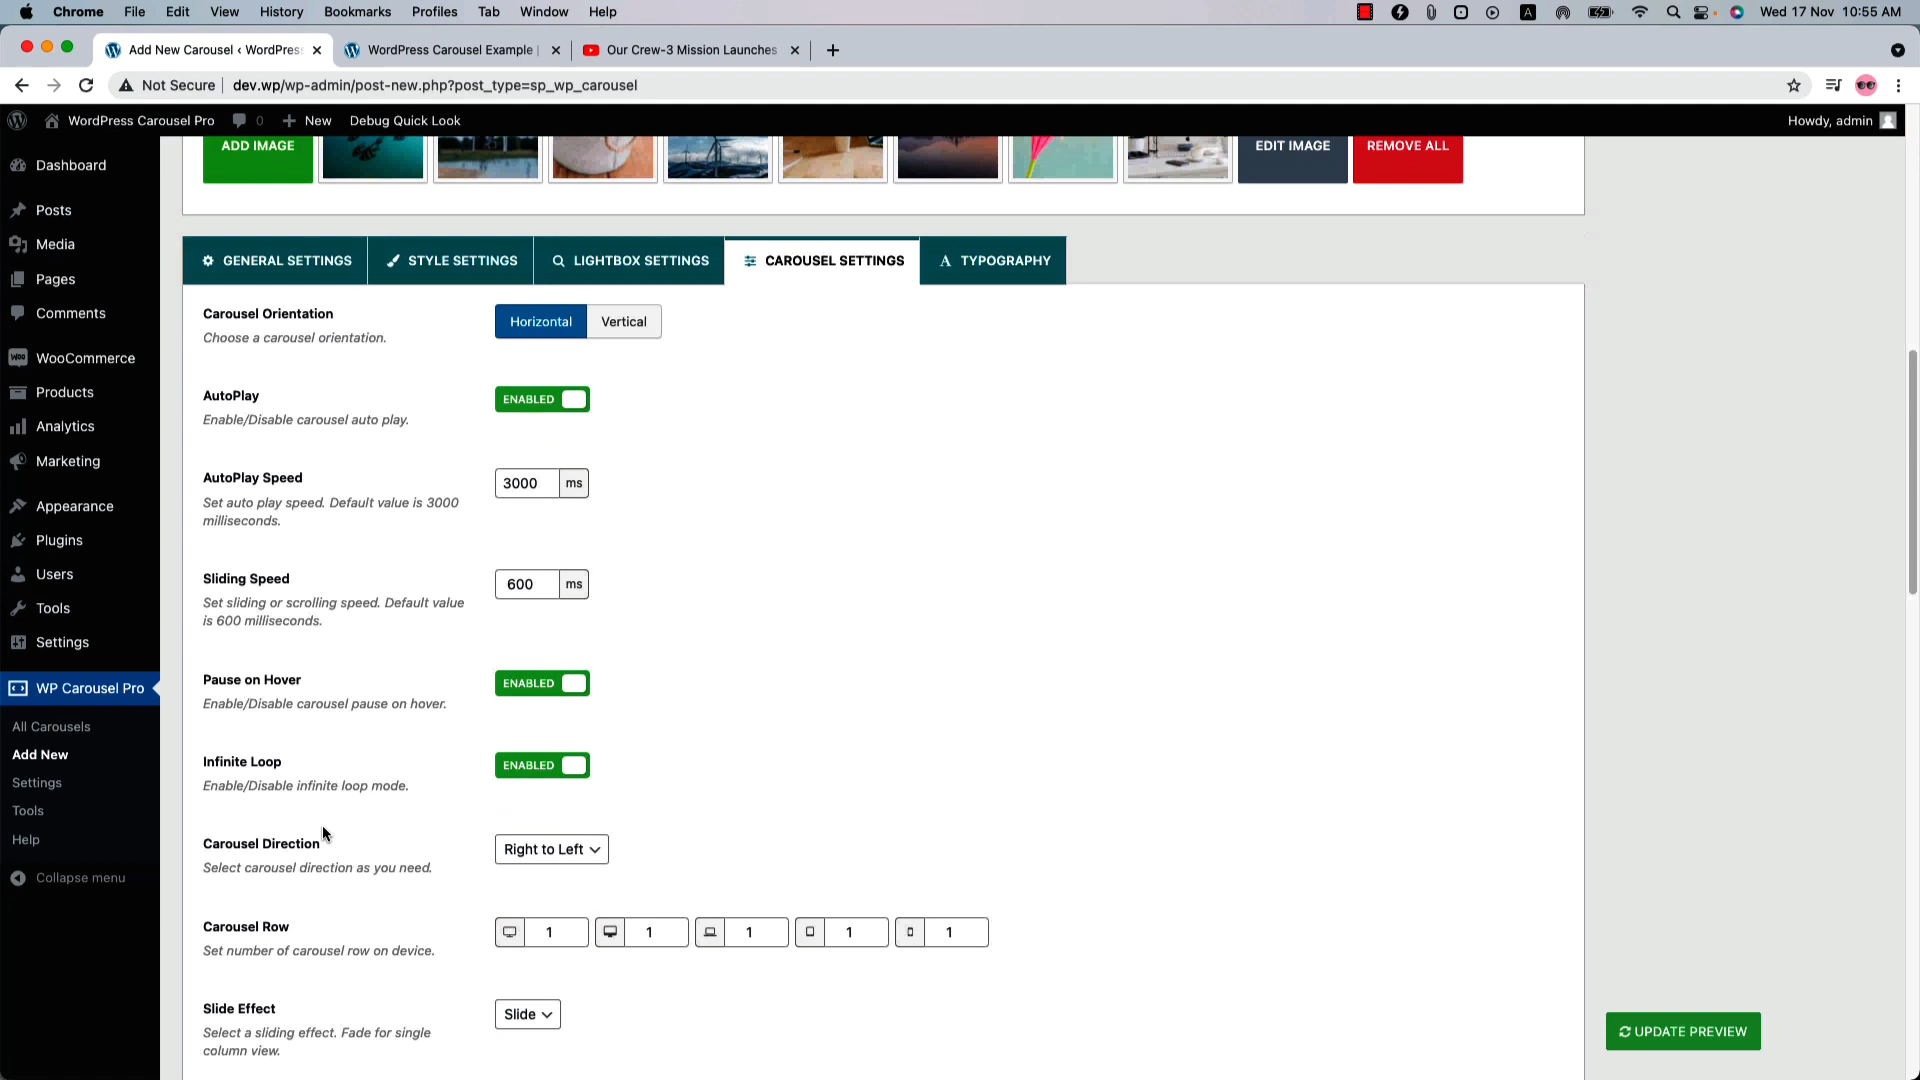 Chrome File Edit View History Bookmarks Profiles Tab Window Help
A Wed 17 Nov 10:55 AM
Add New Carousel ‹ WordPress
WordPress Carousel Example |
Our Crew-3 Mission Launches
Not Secure dev.wp/wp-admin/post-new.php?post_type=sp_wp_carousel
WordPress Carousel Pro 0 New Debug Quick Look Howdy, admin
Dashboard
Posts
Media
Pages
Comments
WooCommerce
Products
Analytics
Marketing
Appearance
Plugins
Users
Tools
Settings
WP Carousel Pro
All Carousels
Add New
Settings
Tools
Help
Collapse menu
ADD IMAGE EDIT IMAGE REMOVE ALL
GENERAL SETTINGS STYLE SETTINGS LIGHTBOX SETTINGS CAROUSEL SETTINGS A TYPOGRAPHY
Carousel Orientation
Choose a carousel orientation.
Horizontal Vertical
AutoPlay
Enable/Disable carousel auto play.
ENABLED
AutoPlay Speed
Set auto play speed. Default value is 3000
milliseconds.
3000 ms
Sliding Speed
Set sliding or scrolling speed. Default value
is 600 milliseconds.
600 ms
Pause on Hover
Enable/Disable carousel pause on hover.
ENABLED
Infinite Loop
Enable/Disable infinite loop mode.
ENABLED
Carousel Direction
Select carousel direction as you need.
Right to Left
Carousel Row
Set number of carousel row on device.
1 1 1 1 1
Slide Effect
Select a sliding effect. Fade for single
column view.
Slide
UPDATE PREVIEW